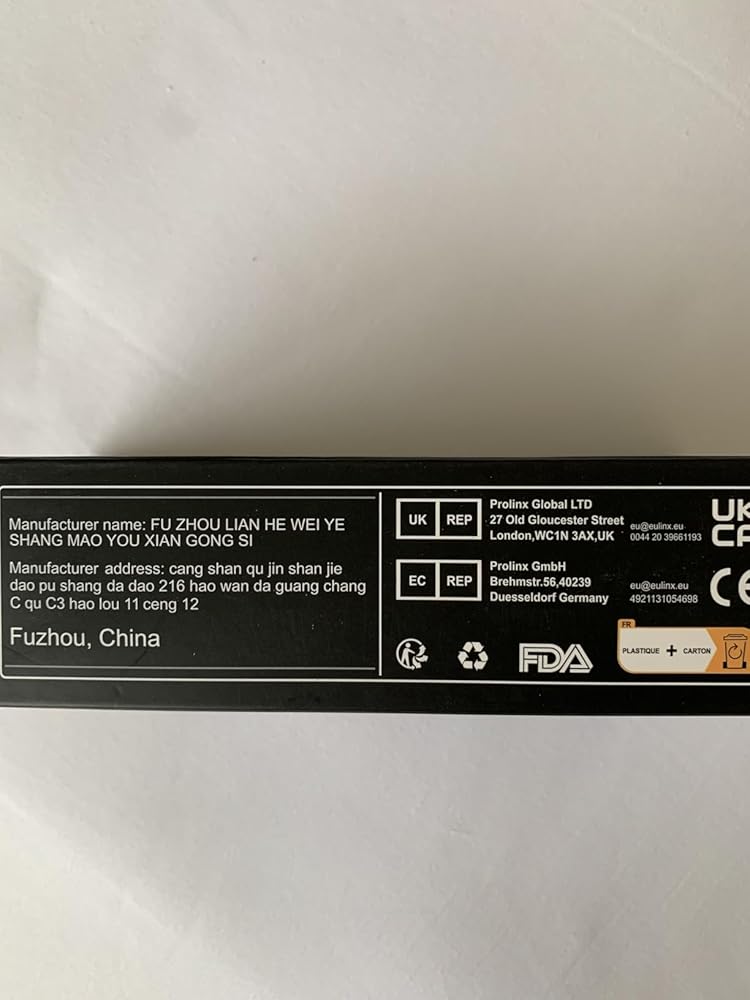 Manufacturer name: FU ZHOU LIAN HE WEI YE
SHANG MAO YOU XIAN GONG SI
Manufacturer address: cang shan qu jin shan jie
dao pu shang da dao 216 hao wan da guang chang
C qu C3 hao lou 11 ceng 12
Fuzhou, China
UK REP
Prolinx Global LTD
27 Old Gloucester Street
London,WC1N 3AX,UK
eu@eulinx.eu
0044 20 39661193
UK
CA
EC REP
Prolinx GmbH
Brehmstr.56,40239
Duesseldorf Germany
eu@eulinx.eu
4921131054698
CE
FDA
FR
PLASTIQUE + CARTON